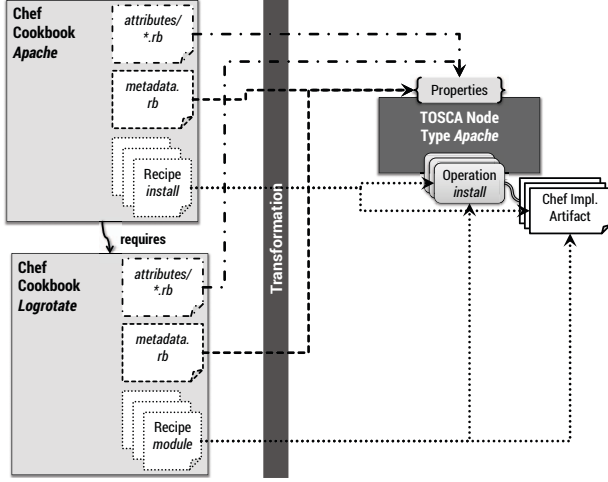 Chef
Cookbook
Apache
attributes/
*.rb
metadata.
rb
Recipe
install
requires
Chef
Cookbook
Logrotate
attributes/
*.rb
metadata.
rb
Recipe
module
Transformation
Properties
TOSCA Node
Type Apache
Operation
install
Chef Impl.
Artifact